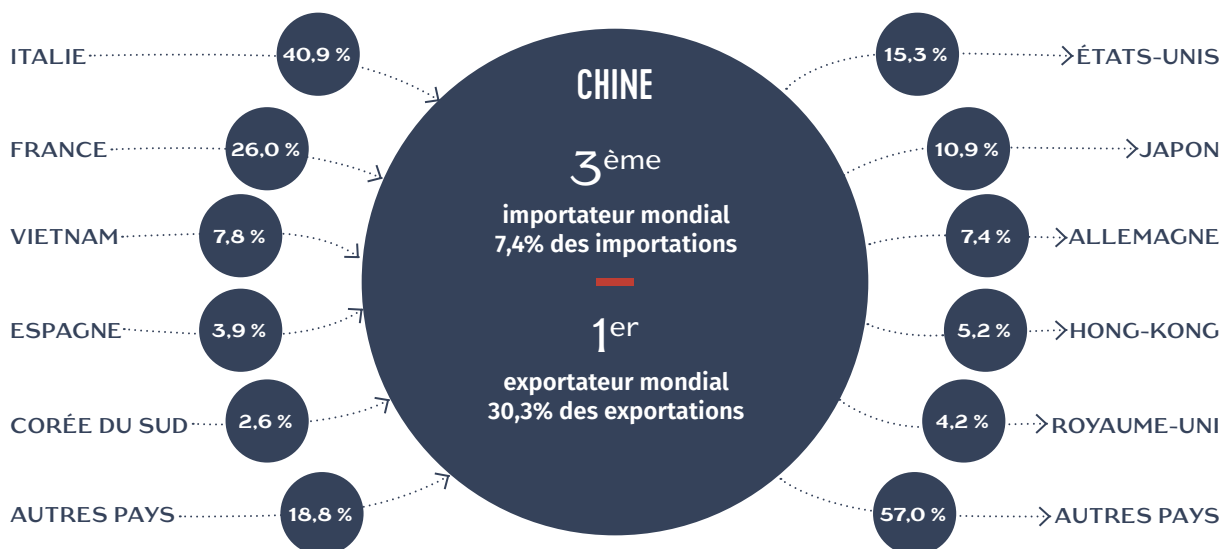 ITALIE
40,9 %
FRANCE
26,0 %
VIETNAM
7,8 %
ESPAGNE
3,9 %
CORÉE DU SUD
2,6 %
AUTRES PAYS
18,8 %
CHINE
3ème
importateur mondial
7,4% des importations
1er
exportateur mondial
30,3% des exportations
15,3 %
ÉTATS-UNIS
10,9 %
JAPON
7,4 %
ALLEMAGNE
5,2 %
HONG-KONG
4,2 %
ROYAUME-UNI
57,0 %
AUTRES PAYS